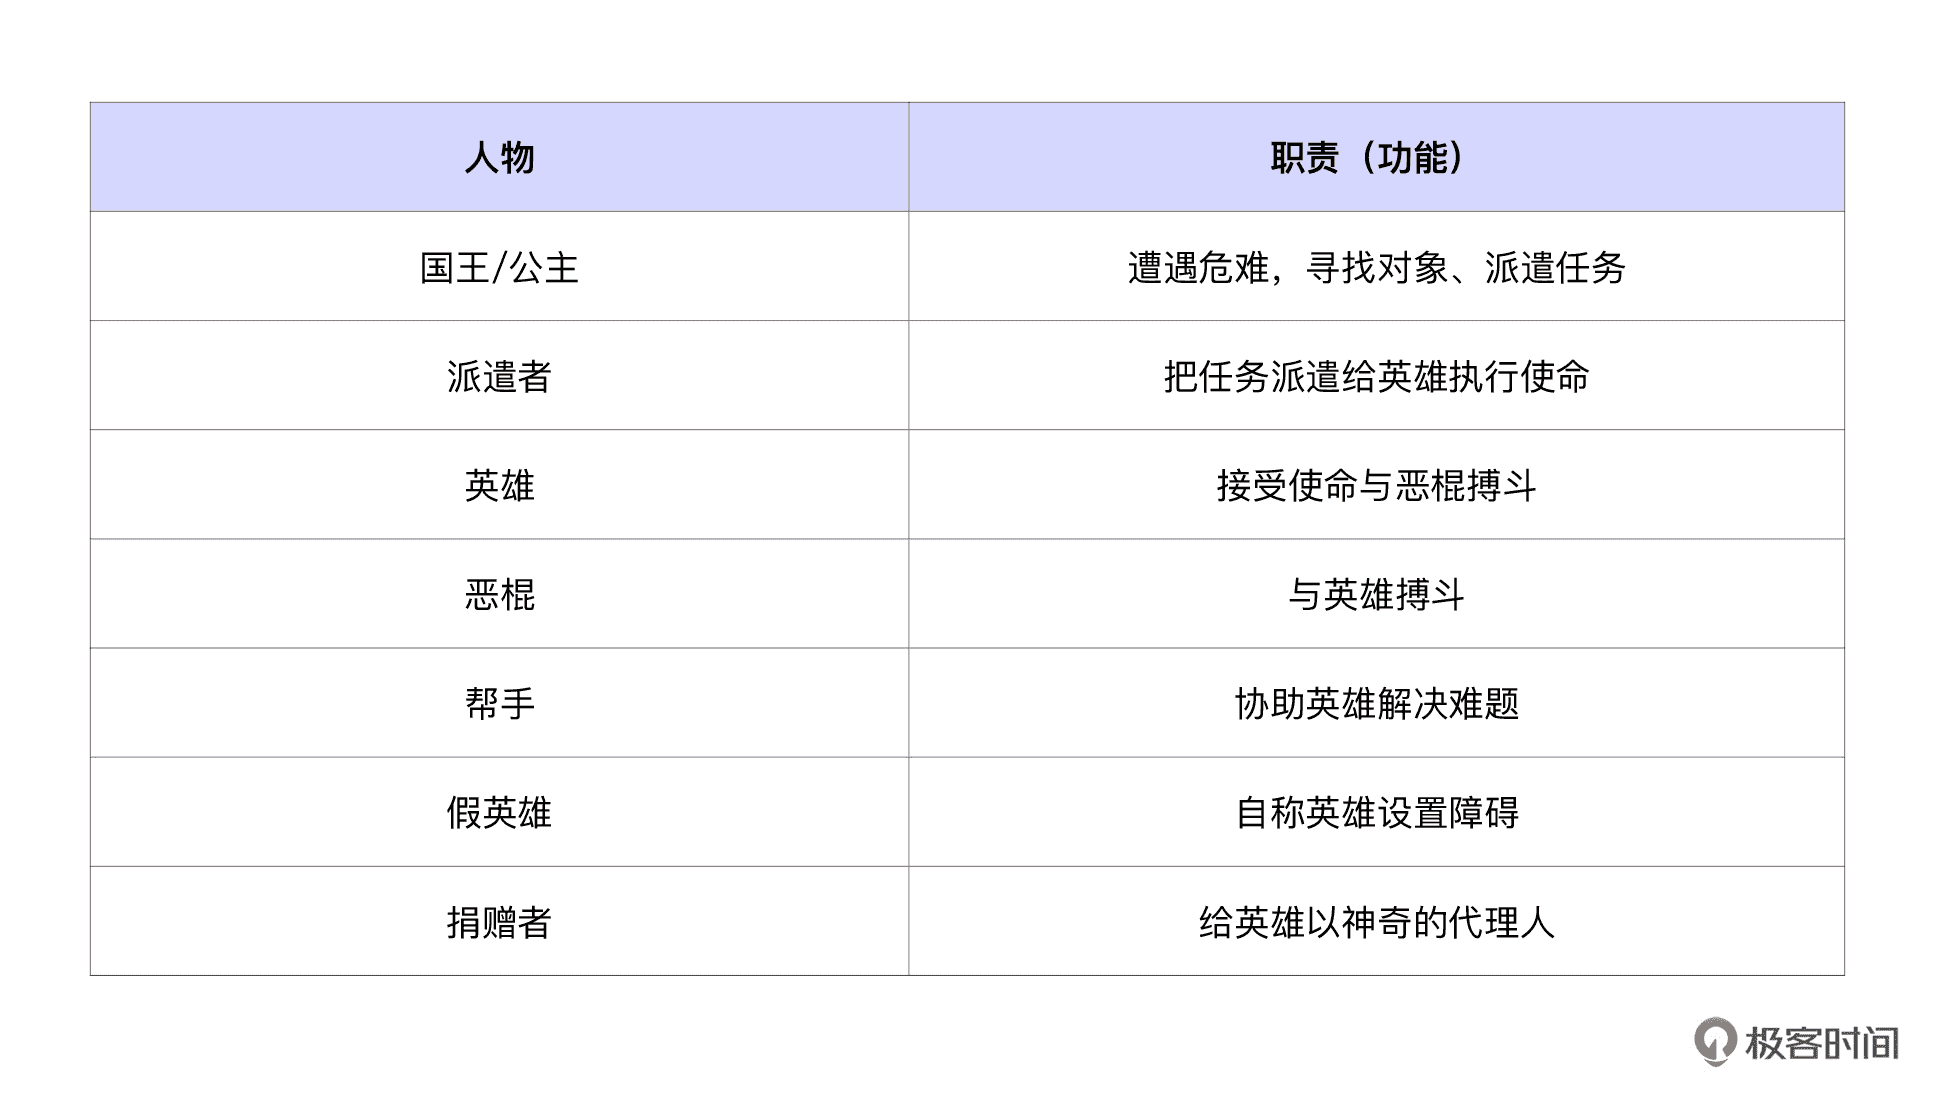 人物
职责（功能）
国王/公主
遭遇危难，寻找对象、派遣任务
派遣者
把任务派遣给英雄执行使命
英雄
接受使命与恶棍搏斗
恶棍
与英雄搏斗
帮手
协助英雄解决难题
假英雄
自称英雄设置障碍
捐赠者
给英雄以神奇的代理人
极客时间